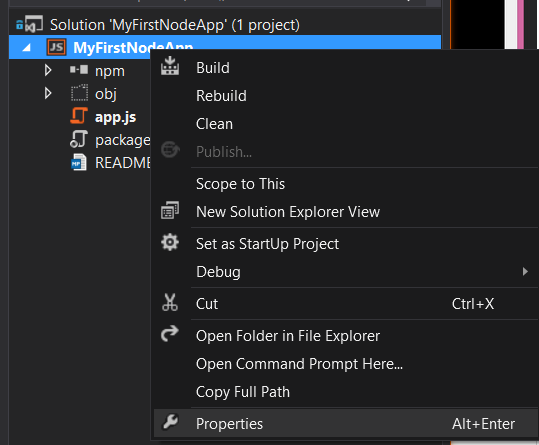 Solution 'MyFirstNodeApp' (1 project)
JS MyFirstNodeApp
npm
obj
app.js
package
README
Build
Rebuild
Clean
Publish...
Scope to This
New Solution Explorer View
Set as StartUp Project
Debug
Cut Ctrl+X
Open Folder in File Explorer
Open Command Prompt Here...
Copy Full Path
Properties Alt+Enter